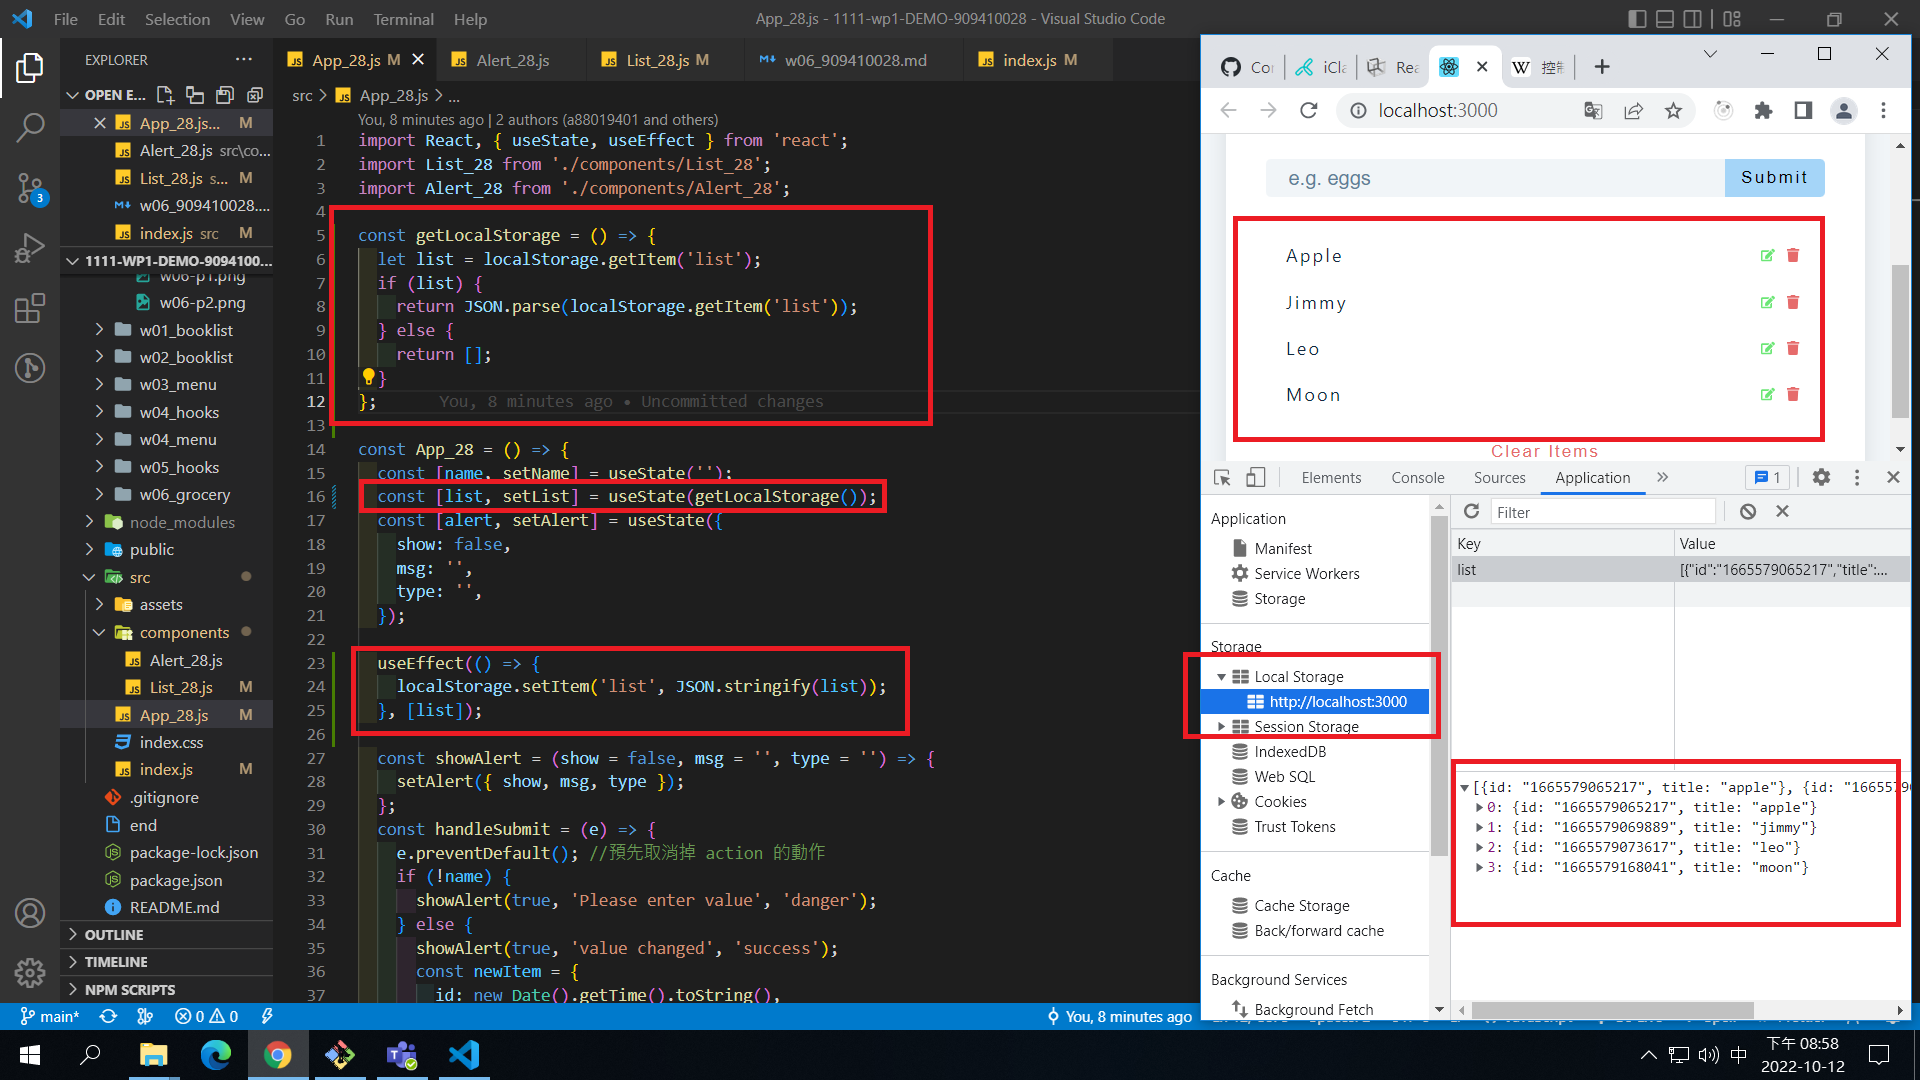 File Edit Selection View Go Run Terminal Help
App_28.js - 1111-wp1-DEMO-909410028 - Visual Studio Code
EXPLORER
OPEN E...
App_28.js... M
Alert_28.js src\co...
List_28.js s... M
w06_909410028....
index.js src M
1111-WP1-DEMO-9094100...
w06-p1.png
w06-p2.png
w01_booklist
w02_booklist
w03_menu
w04_hooks
w04_menu
w05_hooks
w06_grocery
node_modules
public
src
assets
components
Alert_28.js
List_28.js M
App_28.js M
index.css
index.js M
.gitignore
end
package-lock.json
package.json
README.md
OUTLINE
TIMELINE
NPM SCRIPTS
3
App_28.js M
Alert_28.js
List_28.js M
w06_909410028.md
index.js M
src > App_28.js > ...
You, 8 minutes ago | 2 authors (a88019401 and others)
1 import React, { useState, useEffect } from 'react';
2 import List_28 from './components/List_28';
3 import Alert_28 from './components/Alert_28';
4
5 const getLocalStorage = () => {
6 let list = localStorage.getItem('list');
7 if (list) {
8 return JSON.parse(localStorage.getItem('list'));
9 } else {
10 return [];
11 }
12 }; You, 8 minutes ago • Uncommitted changes
13
14 const App_28 = () => {
15 const [name, setName] = useState('');
16 const [list, setList] = useState(getLocalStorage());
17 const [alert, setAlert] = useState({
18 show: false,
19 msg: '',
20 type: '',
21 });
22
23 useEffect(() => {
24 localStorage.setItem('list', JSON.stringify(list));
25 }, [list]);
26
27 const showAlert = (show = false, msg = '', type = '') => {
28 setAlert({ show, msg, type });
29 };
30 const handleSubmit = (e) => {
31 e.preventDefault(); //預先取消掉 action 的動作
32 if (!name) {
33 showAlert(true, 'Please enter value', 'danger');
34 } else {
35 showAlert(true, 'value changed', 'success');
36 const newItem = {
37 id: new Date().getTime().toString(),
main* 0 0
You, 8 minutes ago
Cor iCla Rea W
localhost:3000
e.g. eggs Submit
Apple
Jimmy
Leo
Moon
Clear Items
Elements Console Sources Application » 1
Application
Manifest
Service Workers
Storage
Storage
Local Storage
http://localhost:3000
Session Storage
IndexedDB
Web SQL
Cookies
Trust Tokens
Cache
Cache Storage
Back/forward cache
Background Services
Background Fetch
Filter
Key Value
list [{"id":"1665579065217","title":...
[{id: "1665579065217", title: "apple"}, {id: "16655790
0: {id: "1665579065217", title: "apple"}
1: {id: "1665579069889", title: "jimmy"}
2: {id: "1665579073617", title: "leo"}
3: {id: "1665579168041", title: "moon"}
中
下午 08:58
2022-10-12